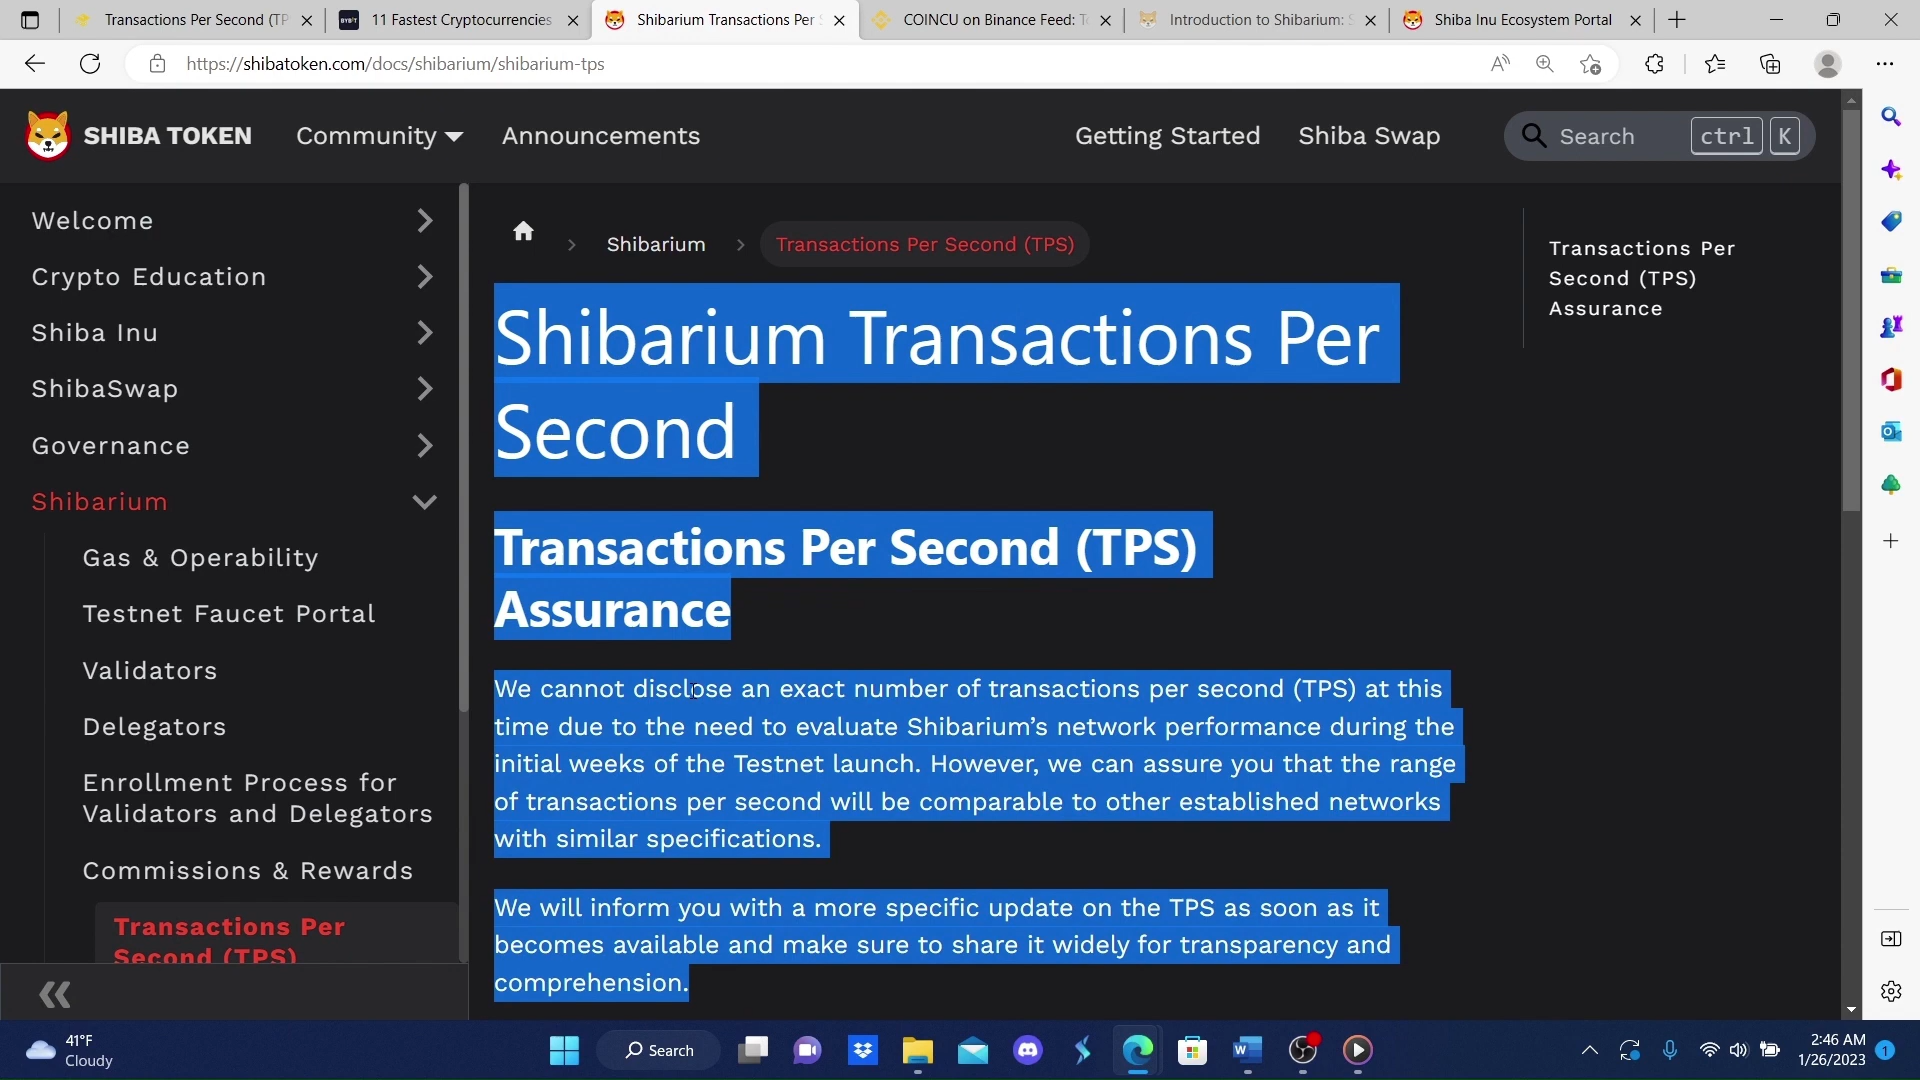 Transactions Per Second (TP
11 Fastest Cryptocurrencies
Shibarium Transactions Per S
COINCU on Binance Feed: T
Introduction to Shibarium: S
Shiba Inu Ecosystem Portal
https://shibatoken.com/docs/shibarium/shibarium-tps
SHIBA TOKEN
Community
Announcements
Getting Started
Shiba Swap
Search
ctrl
K
Welcome
Crypto Education
Shiba Inu
ShibaSwap
Governance
Shibarium
Gas & Operability
Testnet Faucet Portal
Validators
Delegators
Enrollment Process for
Validators and Delegators
Commissions & Rewards
Transactions Per
Second (TPS)
Shibarium
Transactions Per Second (TPS)
Shibarium Transactions Per
Second
Transactions Per Second (TPS)
Assurance
We cannot disclose an exact number of transactions per second (TPS) at this
time due to the need to evaluate Shibarium’s network performance during the
initial weeks of the Testnet launch. However, we can assure you that the range
of transactions per second will be comparable to other established networks
with similar specifications.
We will inform you with a more specific update on the TPS as soon as it
becomes available and make sure to share it widely for transparency and
comprehension.
Transactions Per
Second (TPS)
Assurance
41°F
Cloudy
Search
2:46 AM
1/26/2023
1